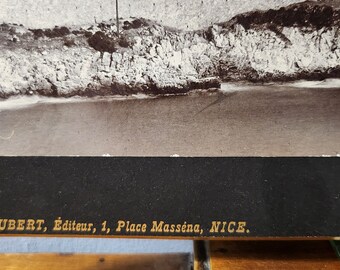 UBERT, Éditeur, 1, Place Masséna, NICE.